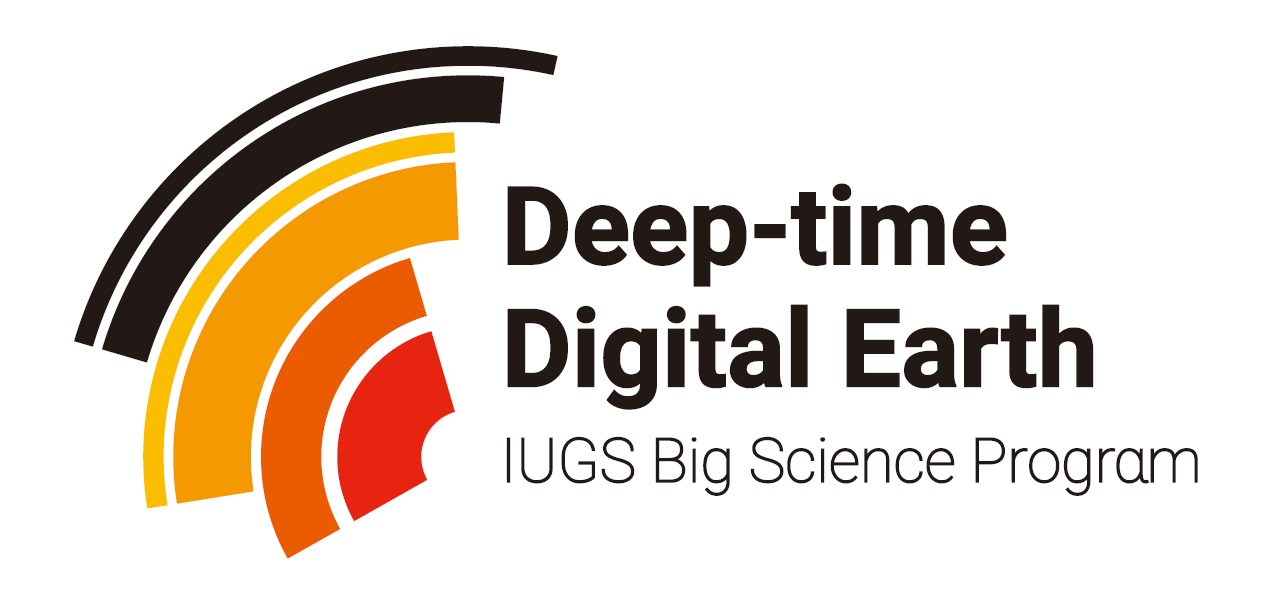 Deep-time
Digital Earth
IUGS Big Science Program